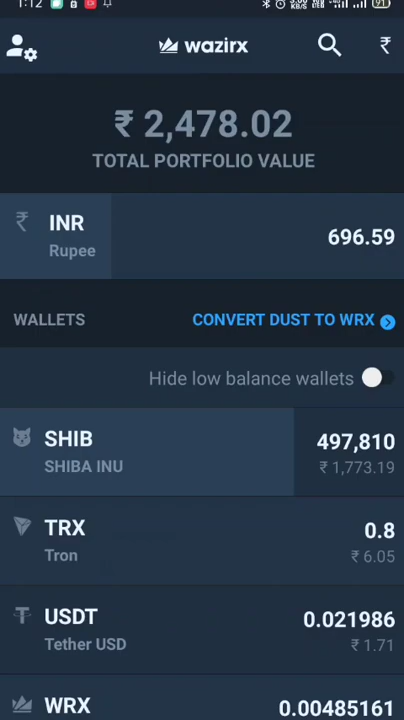 1:12 91
wazirx ₹
₹ 2,478.02
TOTAL PORTFOLIO VALUE
₹ INR 696.59
Rupee
WALLETS CONVERT DUST TO WRX
Hide low balance wallets
SHIB 497,810
SHIBA INU ₹ 1,773.19
TRX 0.8
Tron ₹ 6.05
USDT 0.021986
Tether USD ₹ 1.71
WRX 0.00485161